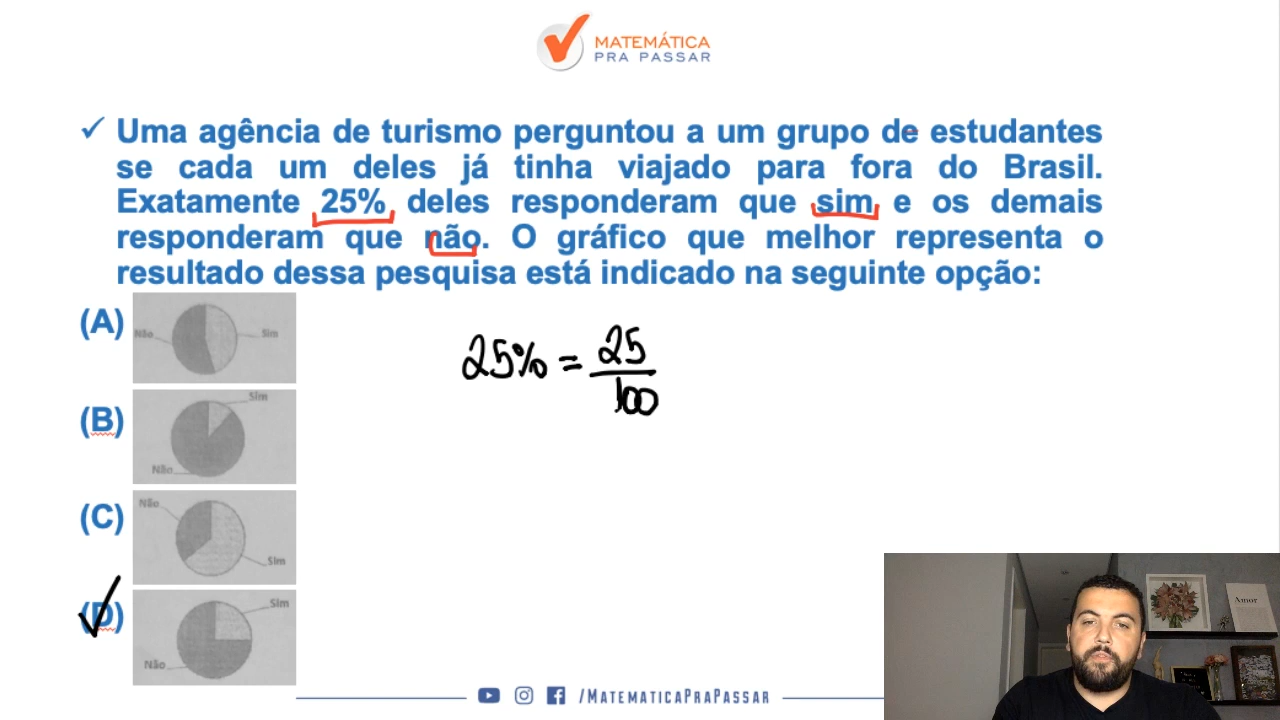 MATEMÁTICA
PRA PASSAR
✓ Uma agência de turismo perguntou a um grupo de estudantes
se cada um deles já tinha viajado para fora do Brasil.
Exatamente 25% deles responderam que sim e os demais
responderam que não. O gráfico que melhor representa o
resultado dessa pesquisa está indicado na seguinte opção:
(A)
Não
Sim
25% = 25/100
(B)
Sim
Não
(C)
Não
Sim
(D)
Sim
Não
Amor
/MATEMATICAPRAPASSAR